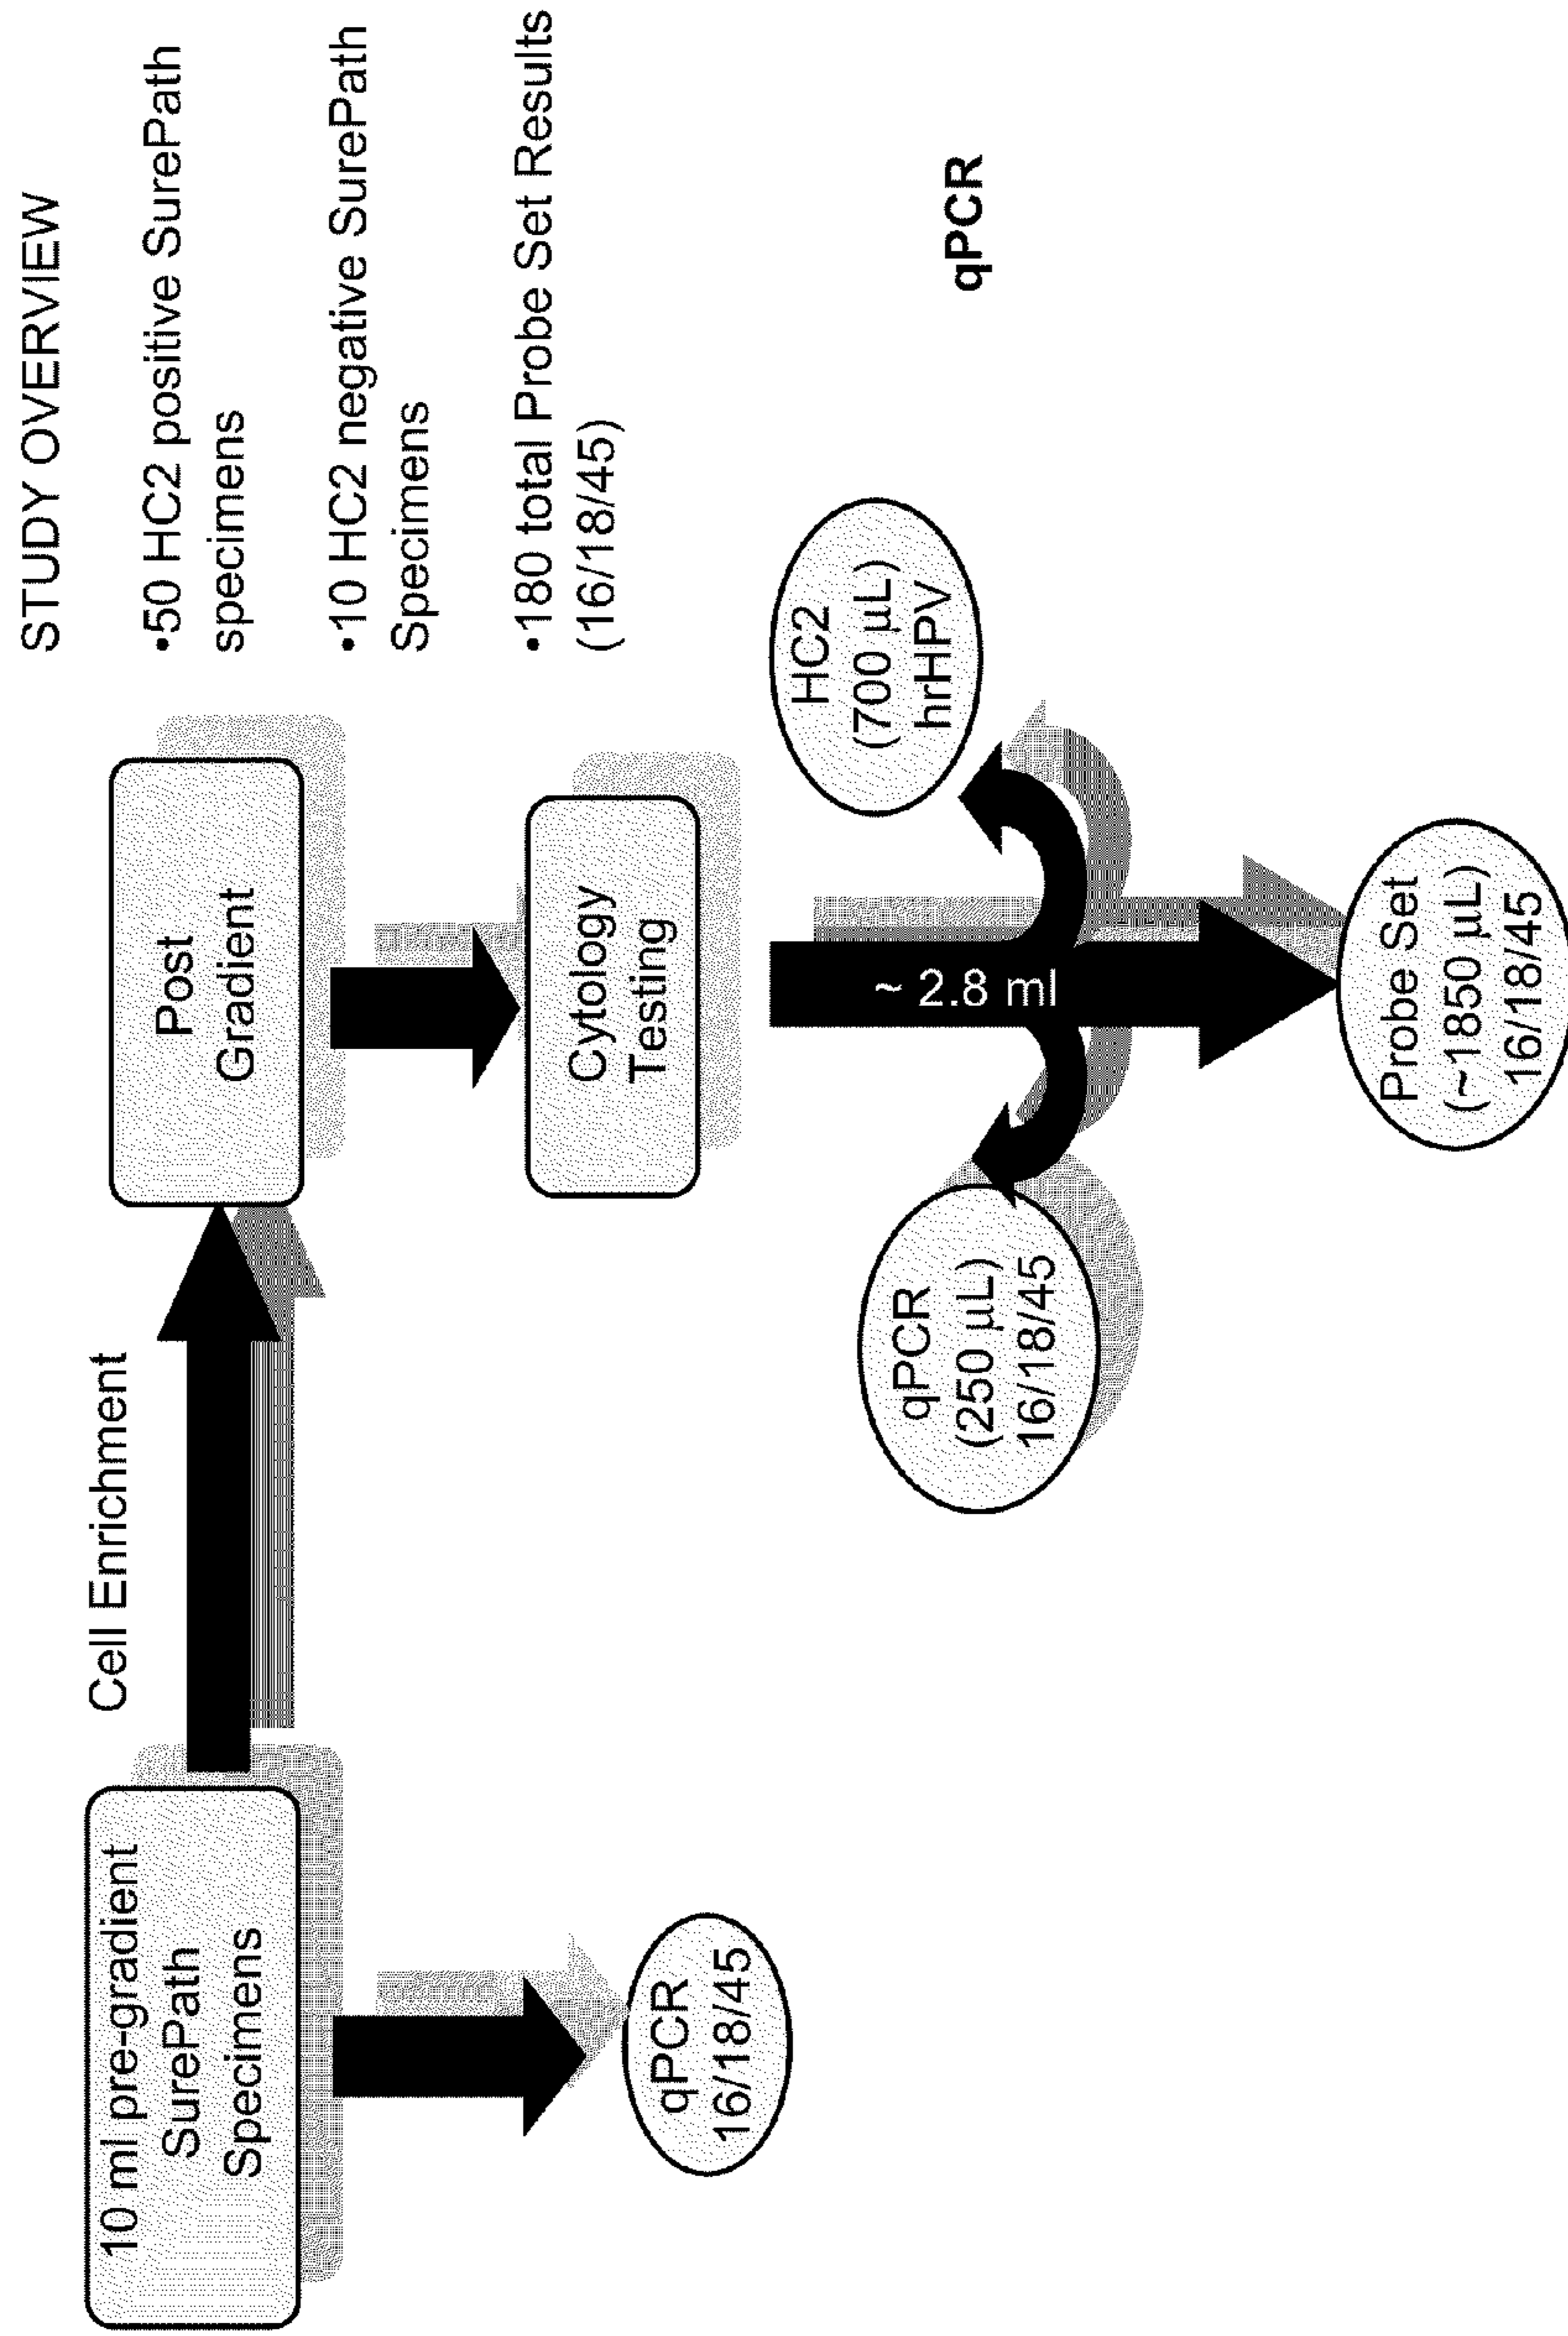 STUDY OVERVIEW
•50 HC2 positive SurePath
specimens
•10 HC2 negative SurePath
Specimens
•180 total Probe Set Results
(16/18/45)
10 ml pre-gradient
SurePath
Specimens
Cell Enrichment
Post
Gradient
qPCR
16/18/45
Cytology
Testing
~ 2.8 ml
qPCR
(250 µL)
16/18/45
HC2
(700 µL)
hrHPV
Probe Set
(~1850 µL)
16/18/45
qPCR